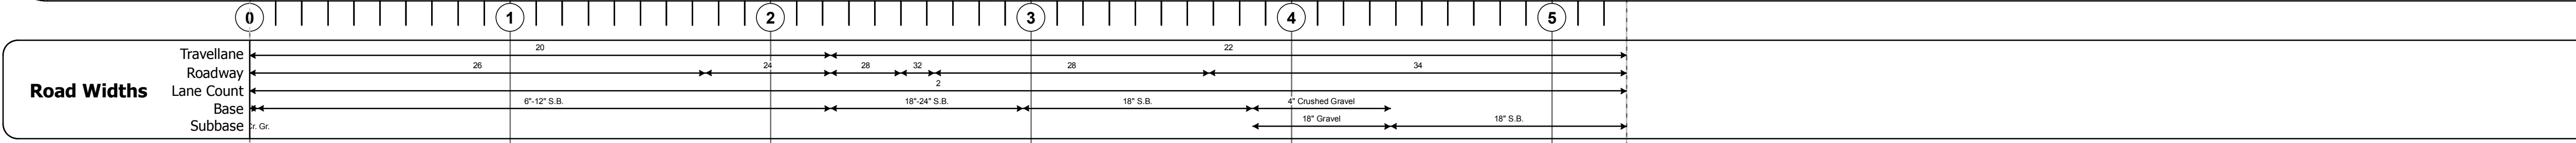 0 1 2 3 4 5
Road Widths
Travellane 20 22
Roadway 26 24 28 32 28 34
Lane Count 2
Base 6"-12" S.B. 18"-24" S.B. 18" S.B. 4" Crushed Gravel
Subbase Cr. Gr. 18" Gravel 18" S.B.